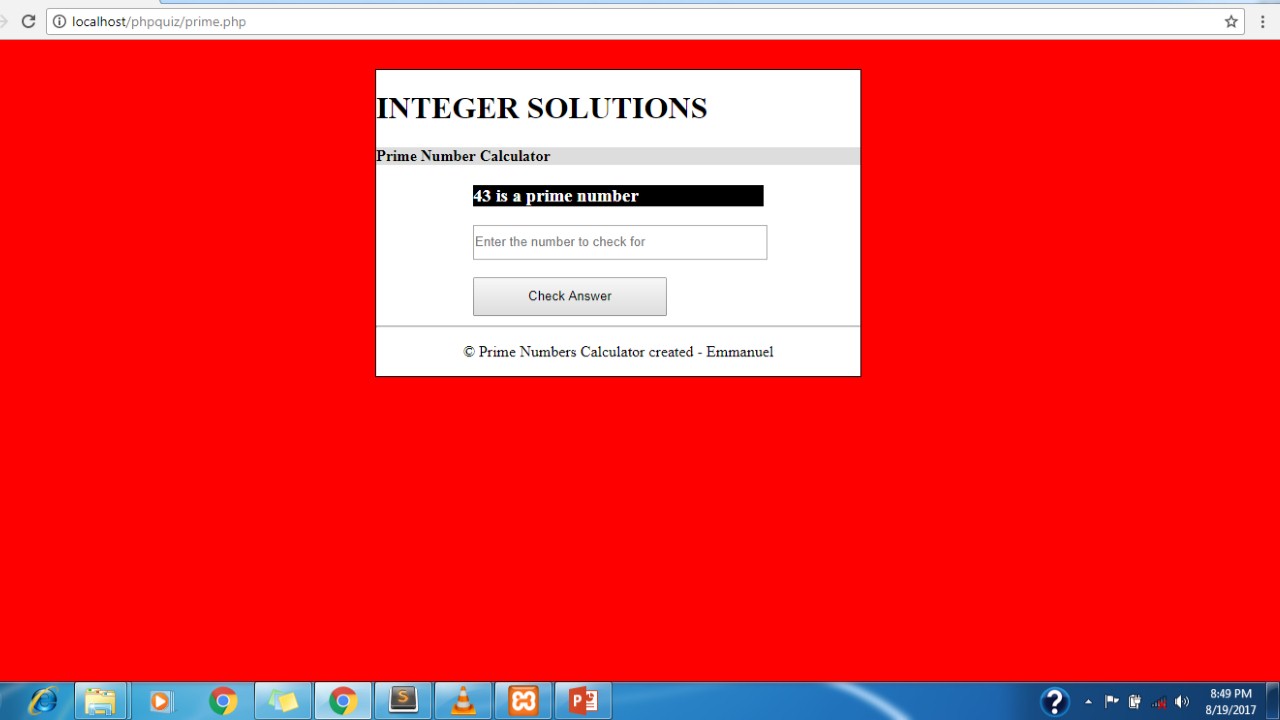 localhost/phpquiz/prime.php
INTEGER SOLUTIONS
Prime Number Calculator
43 is a prime number
Enter the number to check for
Check Answer
© Prime Numbers Calculator created - Emmanuel
8:49 PM
8/19/2017